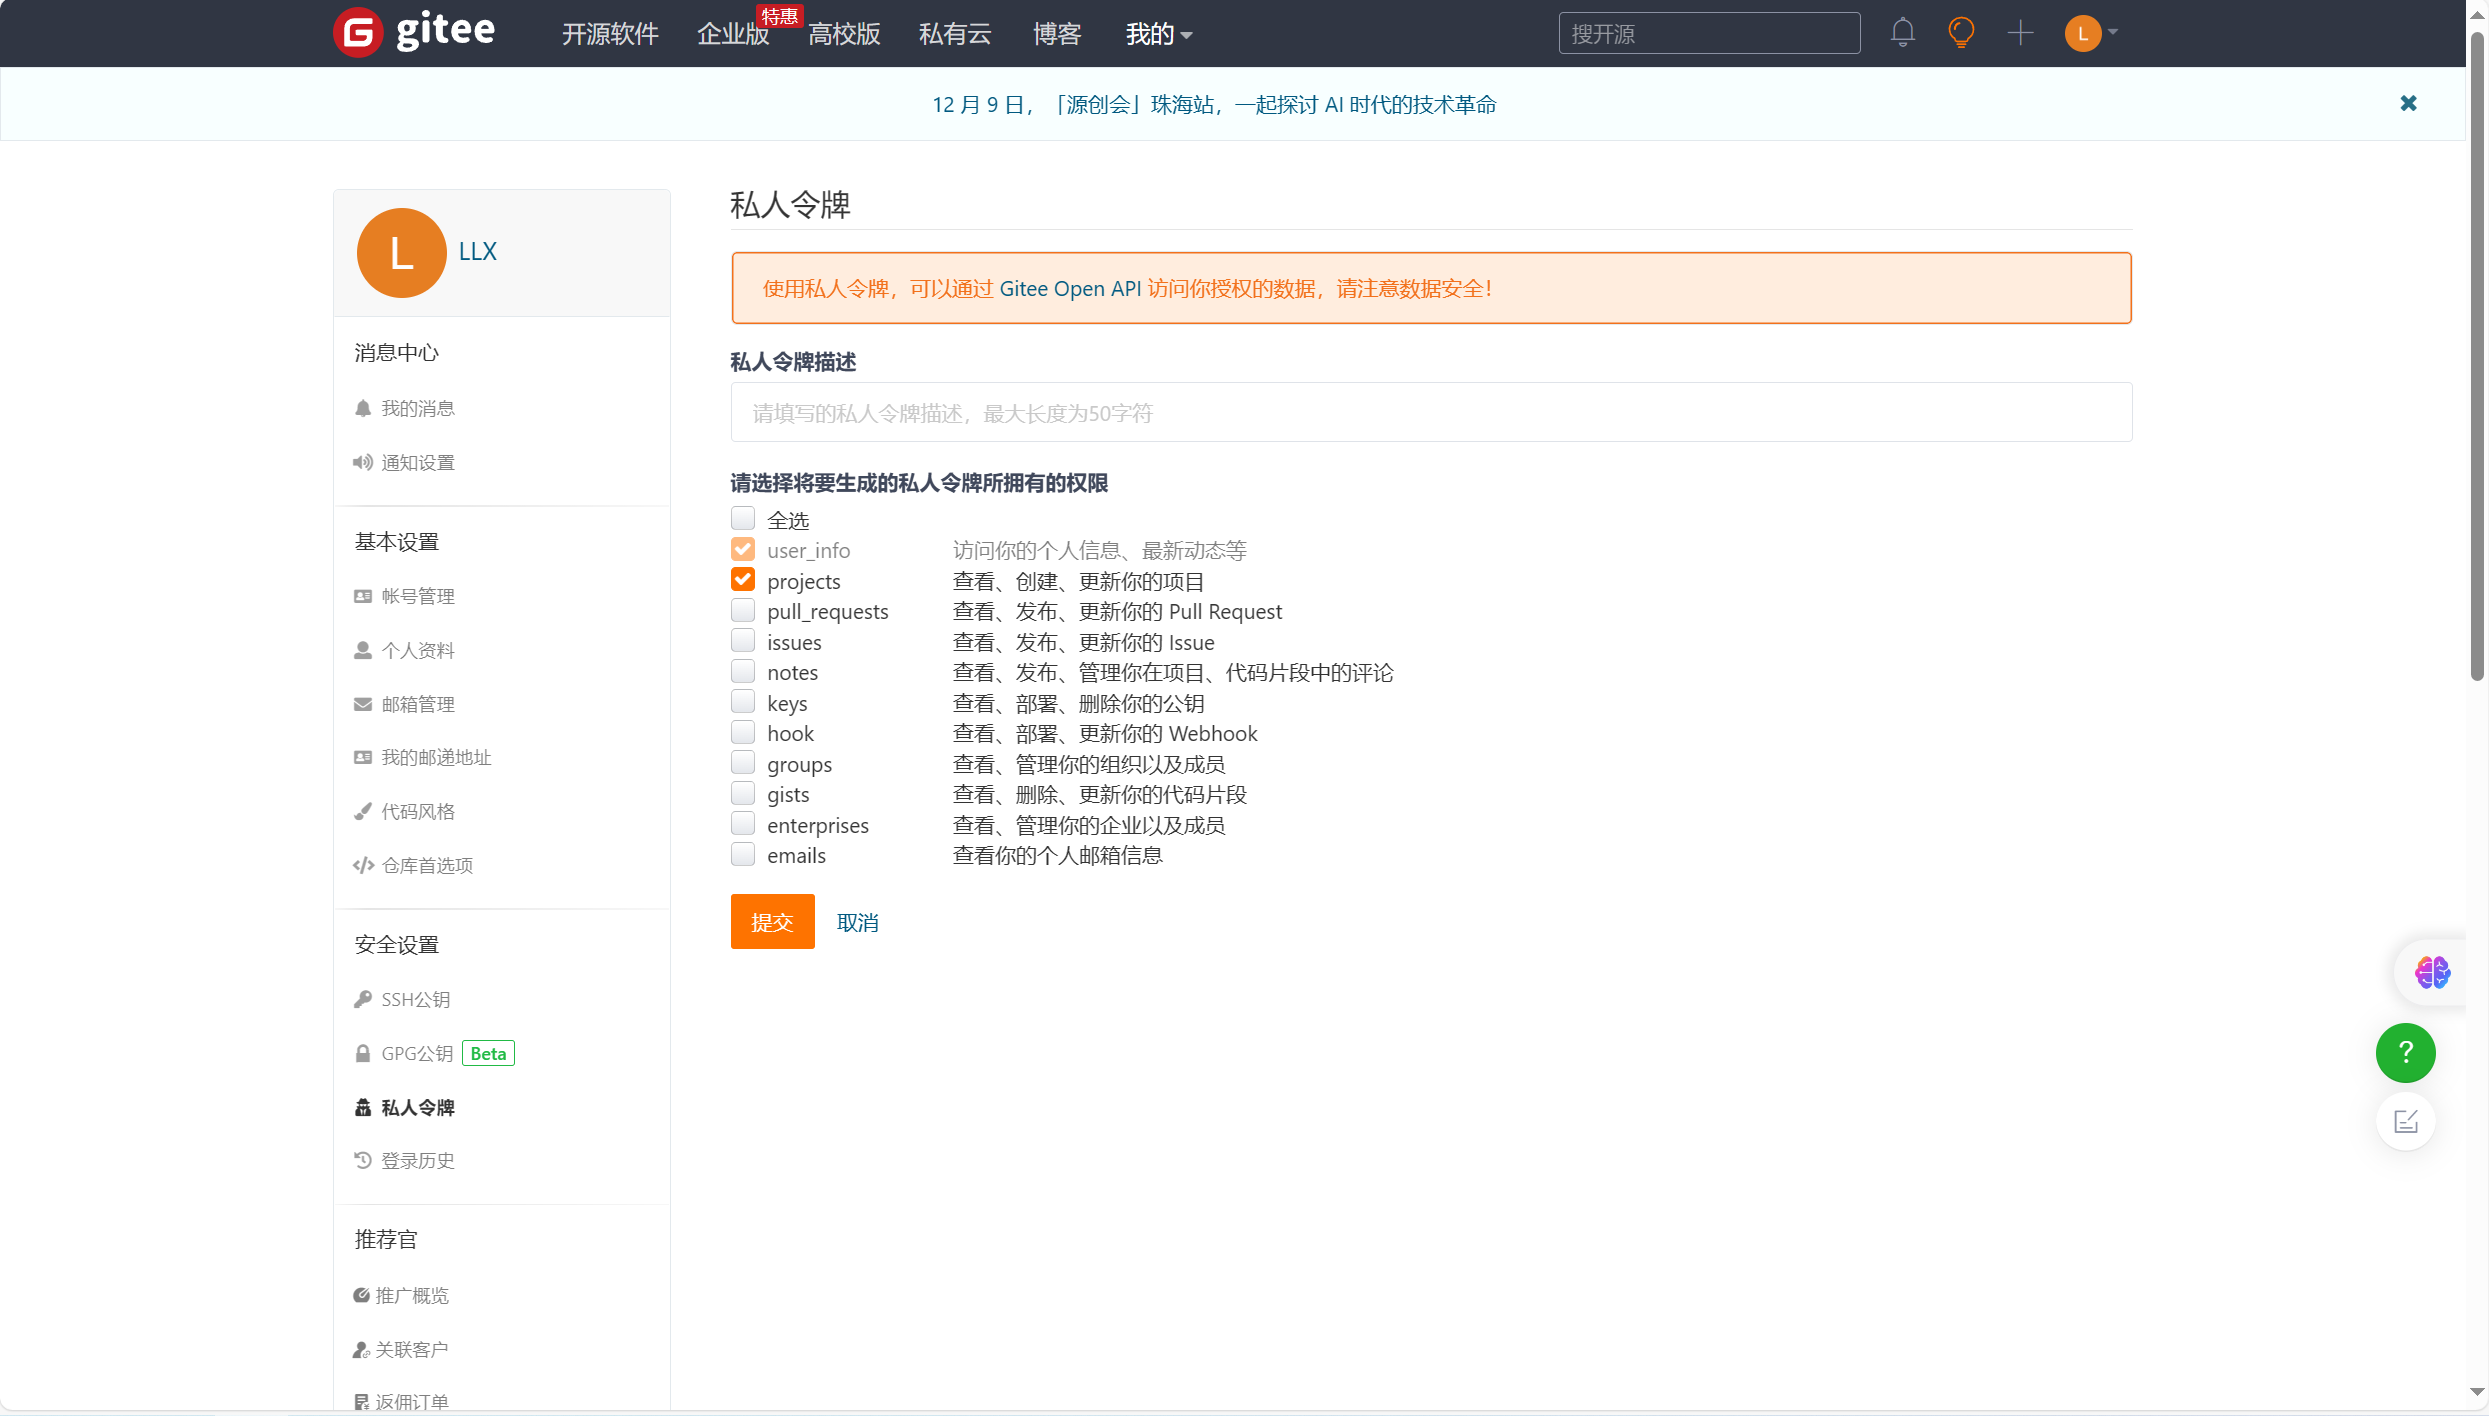 gitee
开源软件
企业版
特惠
高校版
私有云
博客
我的
搜开源
L
12 月 9 日，「源创会」珠海站，一起探讨 AI 时代的技术革命
L
LLX
消息中心
我的消息
通知设置
基本设置
帐号管理
个人资料
邮箱管理
我的邮递地址
代码风格
仓库首选项
安全设置
SSH公钥
GPG公钥 Beta
私人令牌
登录历史
推荐官
推广概览
关联客户
返佣订单
私人令牌
使用私人令牌，可以通过 Gitee Open API 访问你授权的数据，请注意数据安全！
私人令牌描述
请填写的私人令牌描述，最大长度为50字符
请选择将要生成的私人令牌所拥有的权限
全选
user_info 访问你的个人信息、最新动态等
projects 查看、创建、更新你的项目
pull_requests 查看、发布、更新你的 Pull Request
issues 查看、发布、更新你的 Issue
notes 查看、发布、管理你在项目、代码片段中的评论
keys 查看、部署、删除你的公钥
hook 查看、部署、更新你的 Webhook
groups 查看、管理你的组织以及成员
gists 查看、删除、更新你的代码片段
enterprises 查看、管理你的企业以及成员
emails 查看你的个人邮箱信息
提交 取消
?